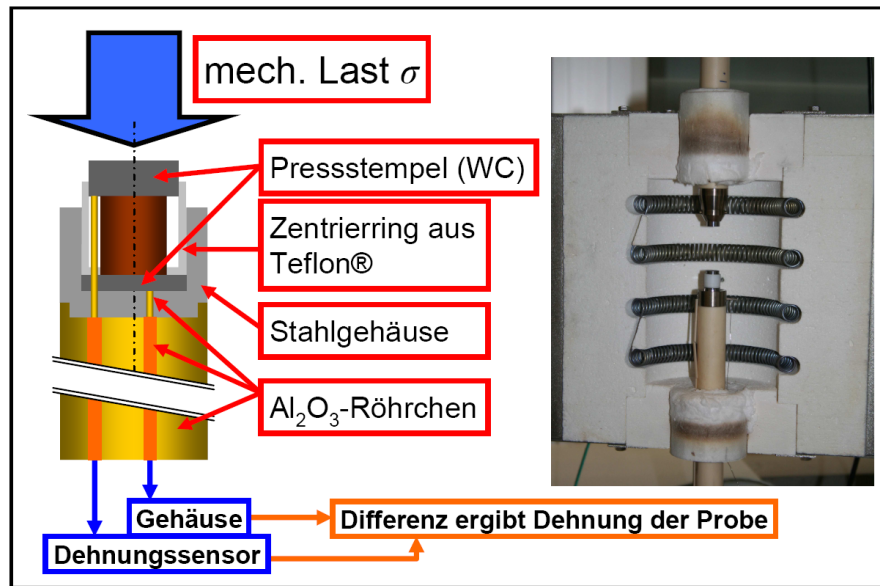 mech. Last σ
Pressstempel (WC)
Zentrierring aus
Teflon®
Stahlgehäuse
Al₂O₃-Röhrchen
Gehäuse
Differenz ergibt Dehnung der Probe
Dehnungssensor